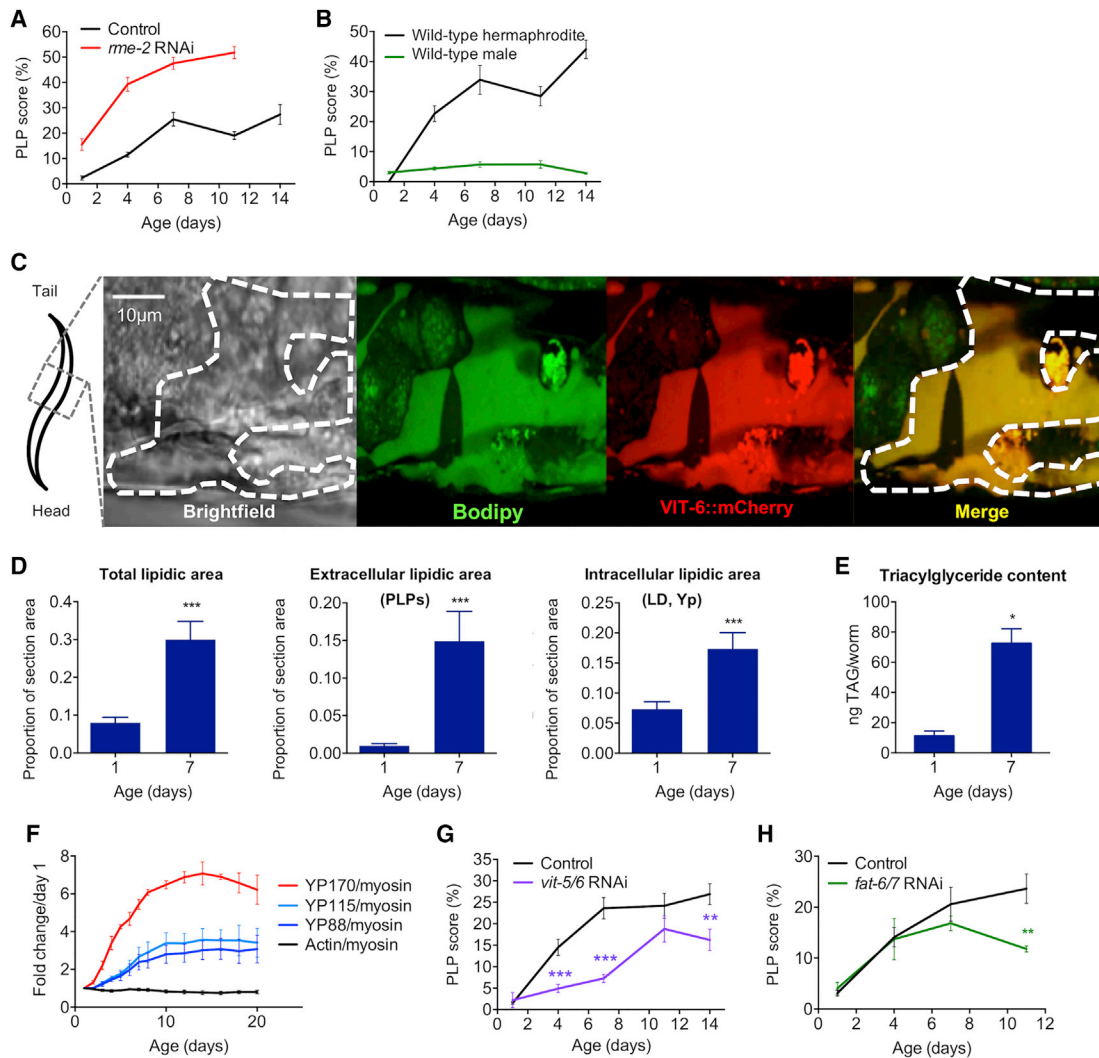 A
Control
rme-2 RNAi
PLP score (%)
60
50
40
30
20
10
0
0 2 4 6 8 10 12 14
Age (days)
B
Wild-type hermaphrodite
Wild-type male
PLP score (%)
50
40
30
20
10
0
0 2 4 6 8 10 12 14
Age (days)
C
Tail
Head
10µm
Brightfield
Bodipy
VIT-6::mCherry
Merge
D
Total lipidic area
Proportion of section area
0.4
0.3
0.2
0.1
0.0
***
1 7
Age (days)
Extracellular lipidic area
(PLPs)
Proportion of section area
0.20
0.15
0.10
0.05
0.00
***
1 7
Age (days)
Intracellular lipidic area
(LD, Yp)
Proportion of section area
0.25
0.20
0.15
0.10
0.05
0.00
***
1 7
Age (days)
E
Triacylglyceride content
ng TAG/worm
100
80
60
40
20
0
*
1 7
Age (days)
F
Fold change/day 1
8
6
4
2
0
0 5 10 15 20
Age (days)
YP170/myosin
YP115/myosin
YP88/myosin
Actin/myosin
G
Control
vit-5/6 RNAi
PLP score (%)
35
30
25
20
15
10
5
0
***
***
**
0 2 4 6 8 10 12 14
Age (days)
H
Control
fat-6/7 RNAi
PLP score (%)
30
20
10
0
**
0 2 4 6 8 10 12
Age (days)